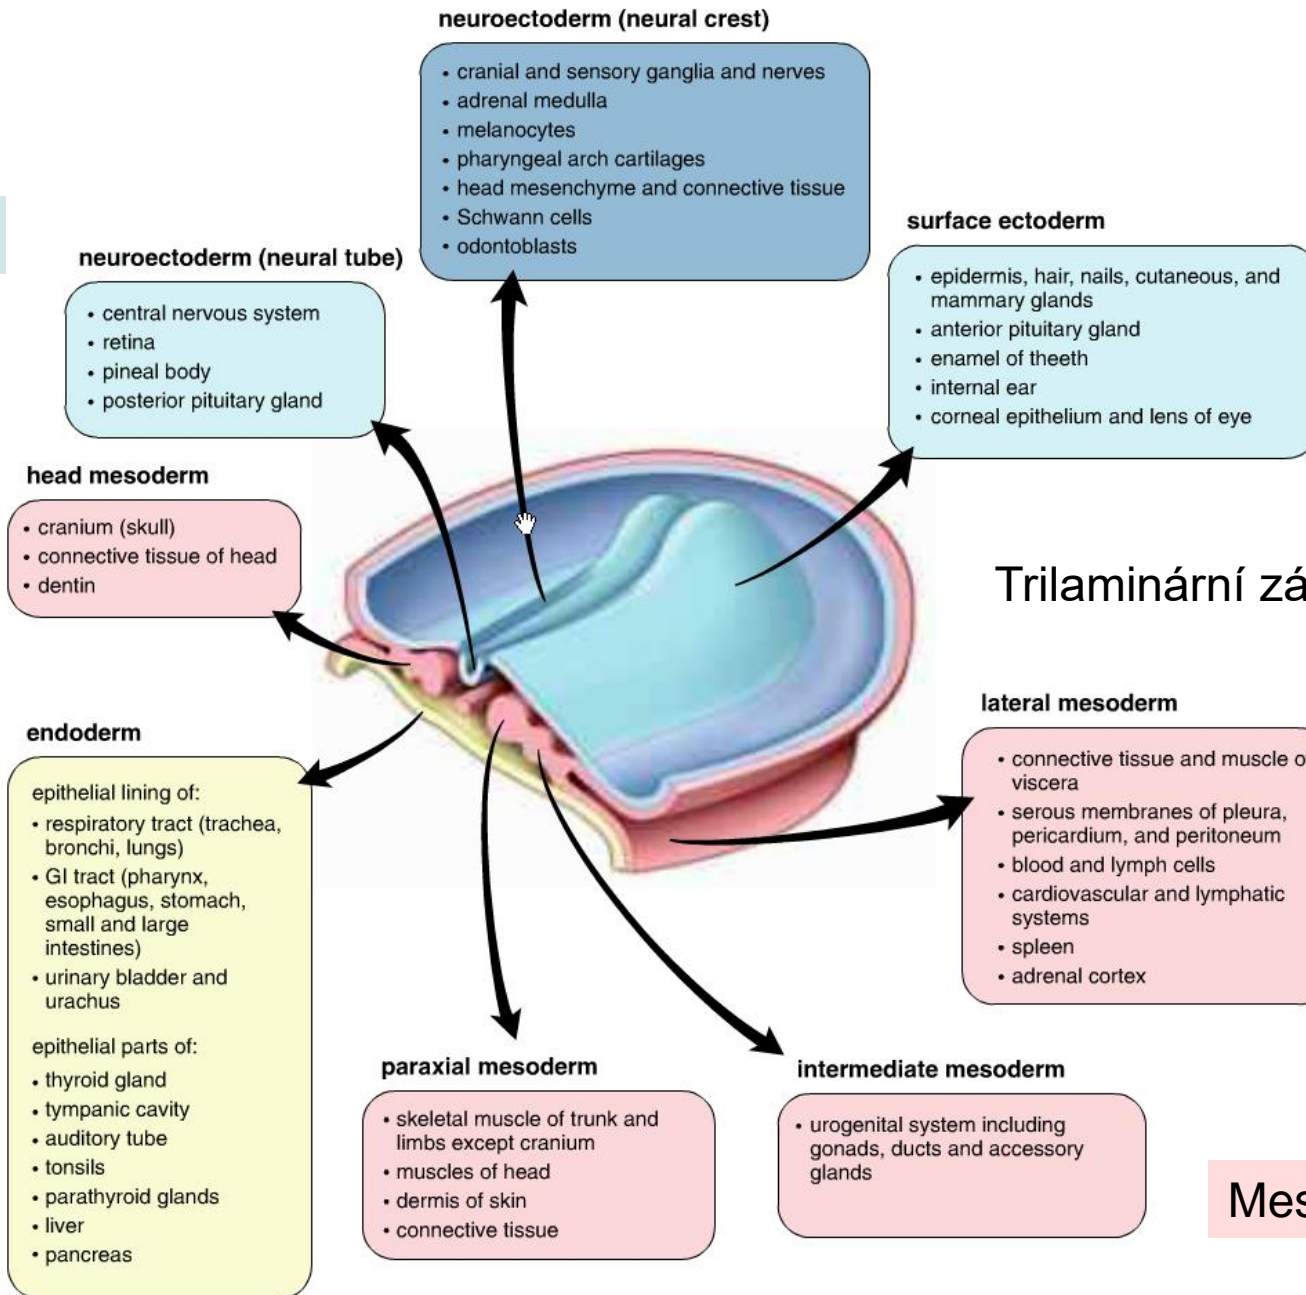 neuroectoderm (neural crest)
• cranial and sensory ganglia and nerves
• adrenal medulla
• melanocytes
• pharyngeal arch cartilages
• head mesenchyme and connective tissue
• Schwann cells
• odontoblasts
neuroectoderm (neural tube)
• central nervous system
• retina
• pineal body
• posterior pituitary gland
surface ectoderm
• epidermis, hair, nails, cutaneous, and
mammary glands
• anterior pituitary gland
• enamel of theeth
• internal ear
• corneal epithelium and lens of eye
head mesoderm
• cranium (skull)
• connective tissue of head
• dentin
Trilaminární zá
lateral mesoderm
• connective tissue and muscle o
viscera
• serous membranes of pleura,
pericardium, and peritoneum
• blood and lymph cells
• cardiovascular and lymphatic
systems
• spleen
• adrenal cortex
endoderm
epithelial lining of:
• respiratory tract (trachea,
bronchi, lungs)
• GI tract (pharynx,
esophagus, stomach,
small and large
intestines)
• urinary bladder and
urachus
epithelial parts of:
• thyroid gland
• tympanic cavity
• auditory tube
• tonsils
• parathyroid glands
• liver
• pancreas
paraxial mesoderm
• skeletal muscle of trunk and
limbs except cranium
• muscles of head
• dermis of skin
• connective tissue
intermediate mesoderm
• urogenital system including
gonads, ducts and accessory
glands
Mes